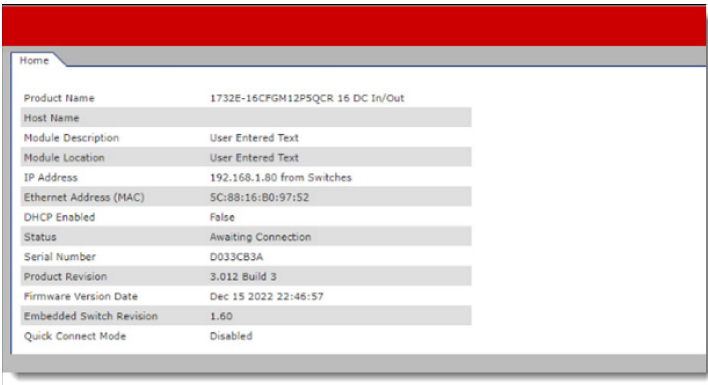 Home
Product Name 1732E-16CFGM12P5QCR 16 DC In/Out
Host Name
Module Description User Entered Text
Module Location User Entered Text
IP Address 192.168.1.80 from Switches
Ethernet Address (MAC) 5C:88:16:B0:97:52
DHCP Enabled False
Status Awaiting Connection
Serial Number D033CB3A
Product Revision 3.012 Build 3
Firmware Version Date Dec 15 2022 22:46:57
Embedded Switch Revision 1.60
Quick Connect Mode Disabled